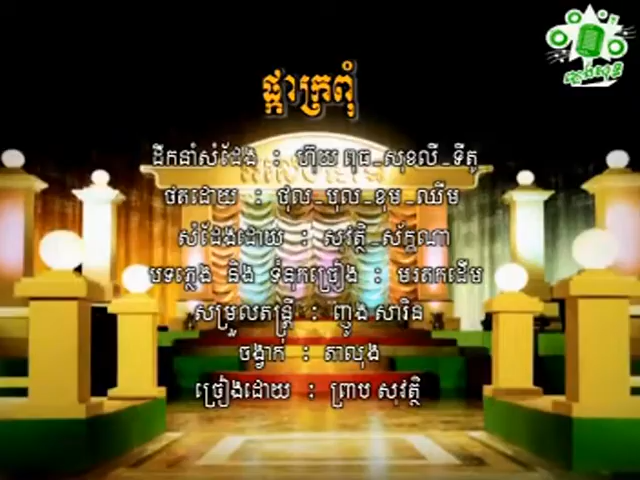 ផ្កាក្រពុំ
ដឹកនាំសំដែង : ហ៊ុយ ពុធ_សុខលី_ទីតូ
ថតដោយ : ថុល_បុល_ខុម_ឈឹម
សំដែងដោយ : សុវត្ថិ_ស័ក្តណា
បទភ្លេង និង ទំនុកច្រៀង : មរតកដើម
សម្រួលតន្ត្រី : ញូង សារិន
ចង្វាក់ : តាលុង
ច្រៀងដោយ : ព្រាប សុវត្ថិ